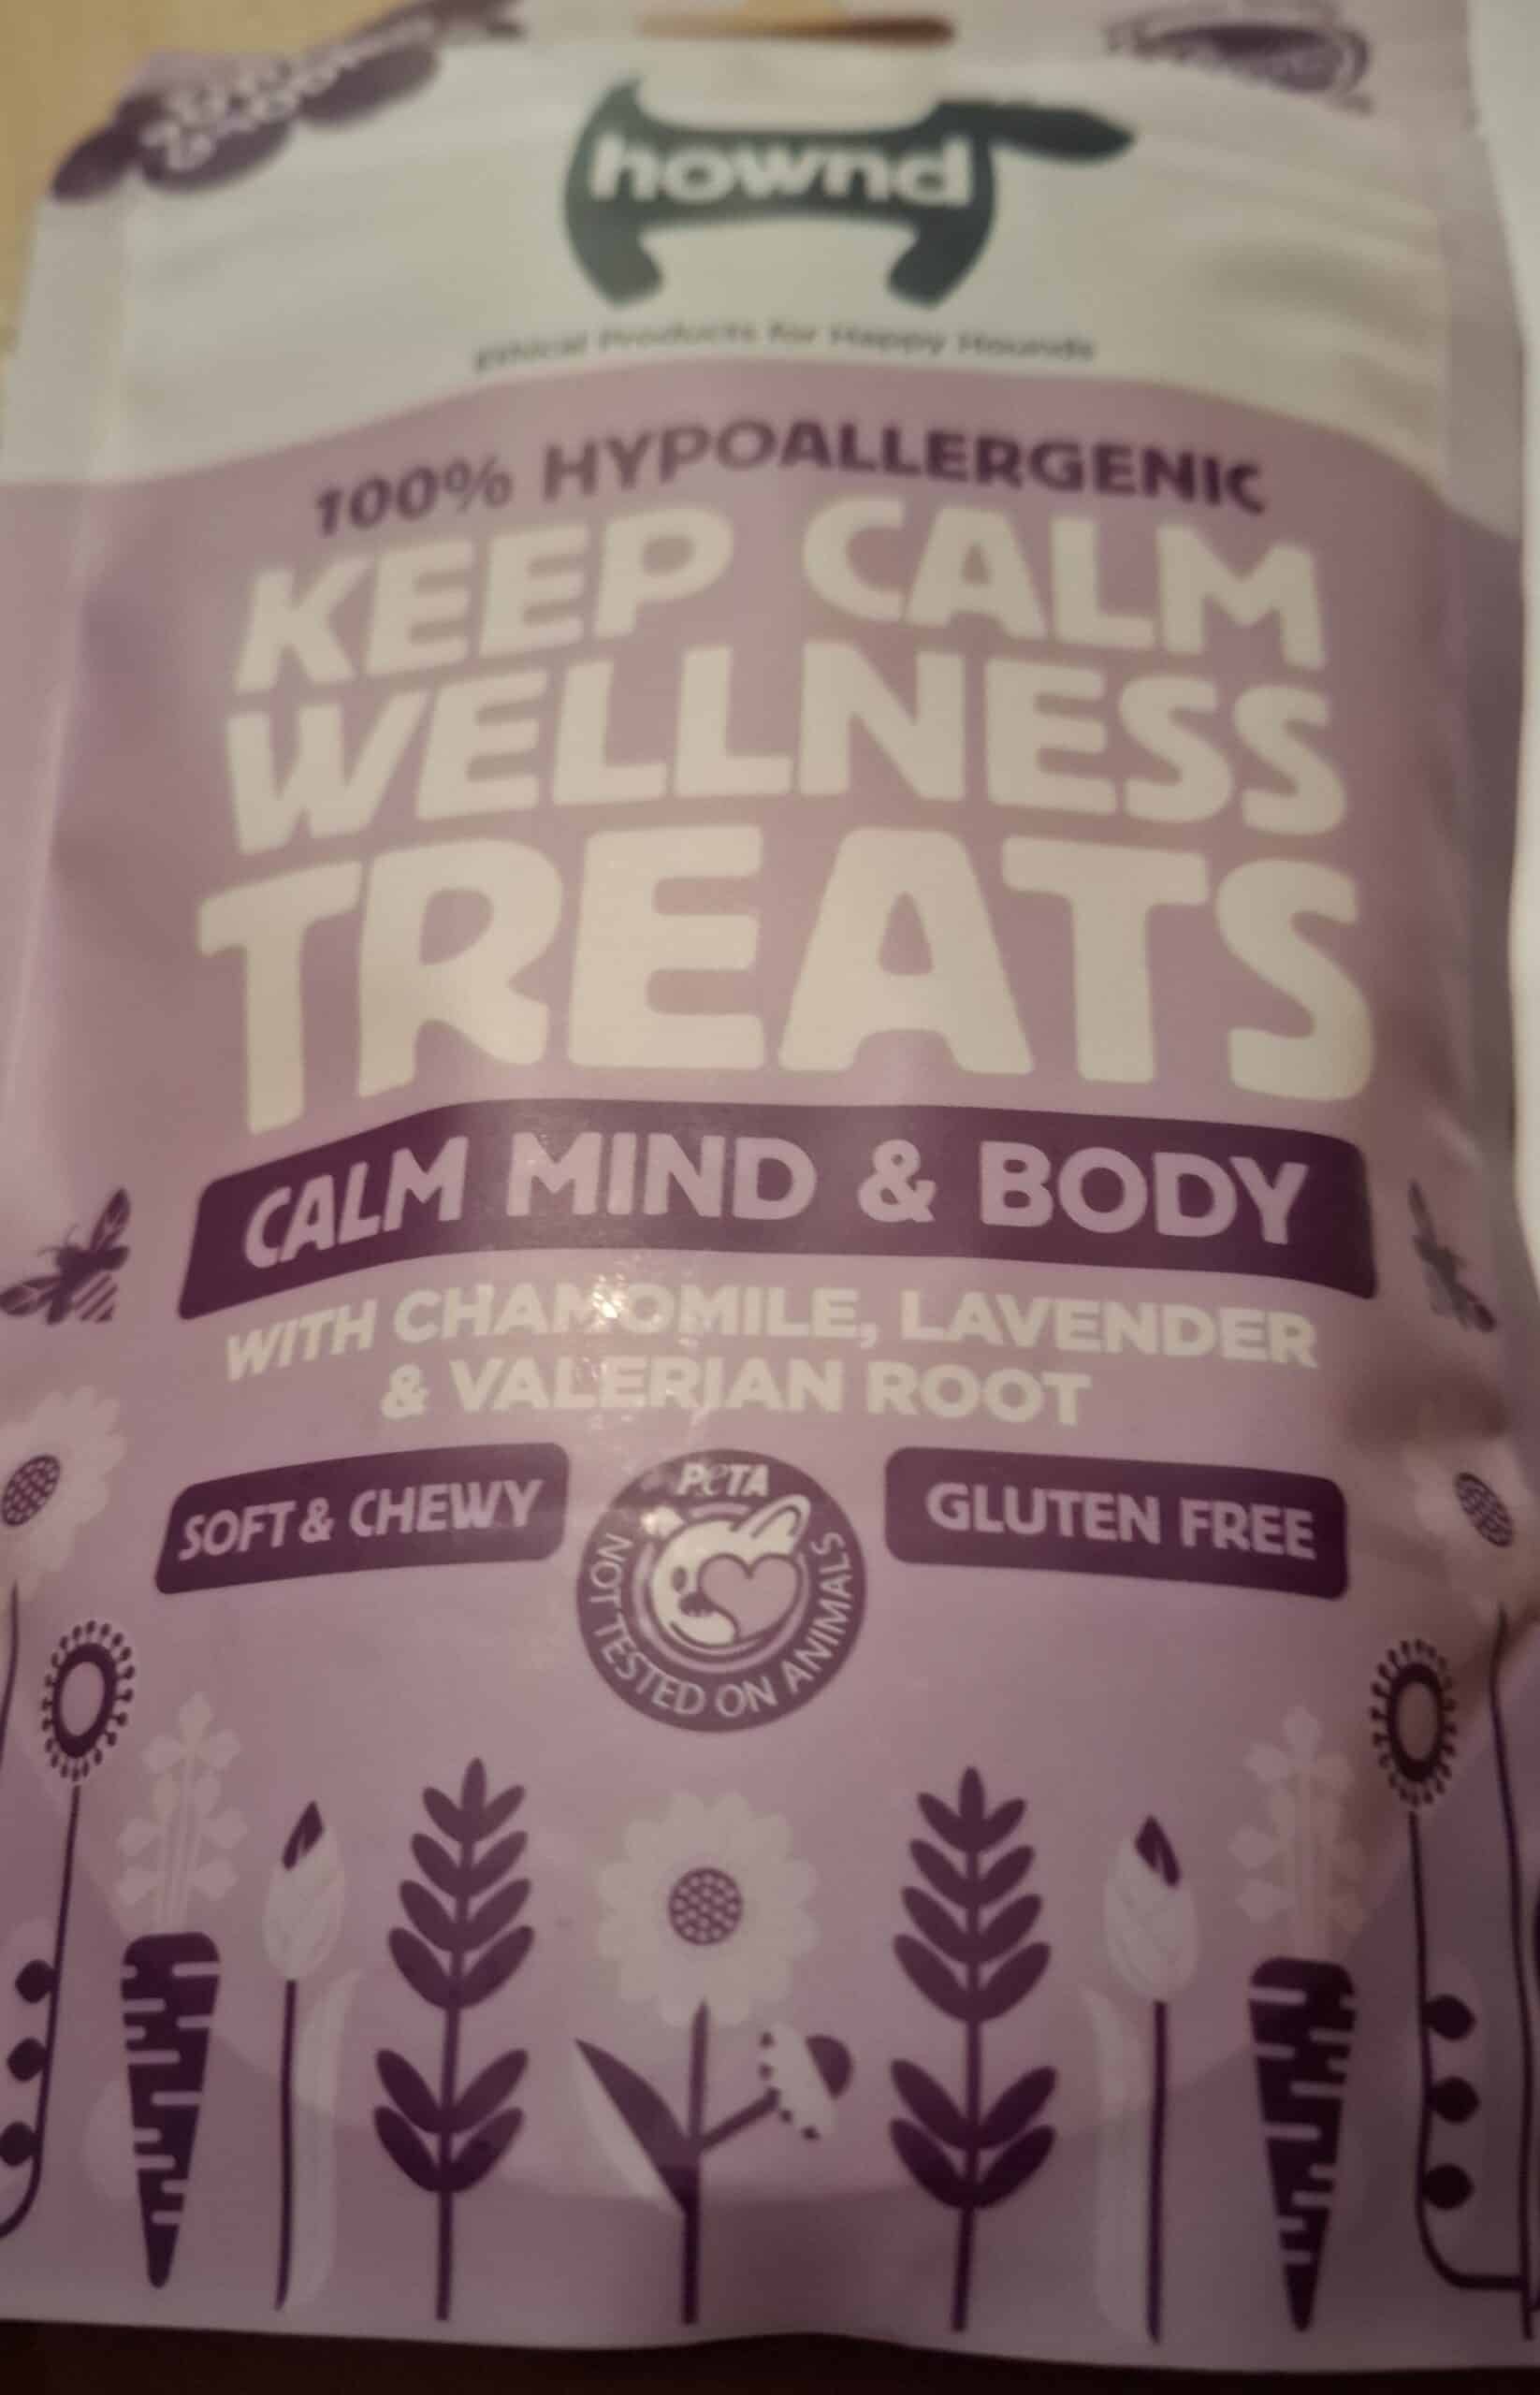 hownd
Ethical Products for Happy Hounds
100% HYPOALLERGENIC
KEEP CALM
WELLNESS
TREATS
CALM MIND & BODY
WITH CHAMOMILE, LAVENDER
& VALERIAN ROOT
SOFT & CHEWY
PETA
NOT TESTED ON ANIMALS
GLUTEN FREE